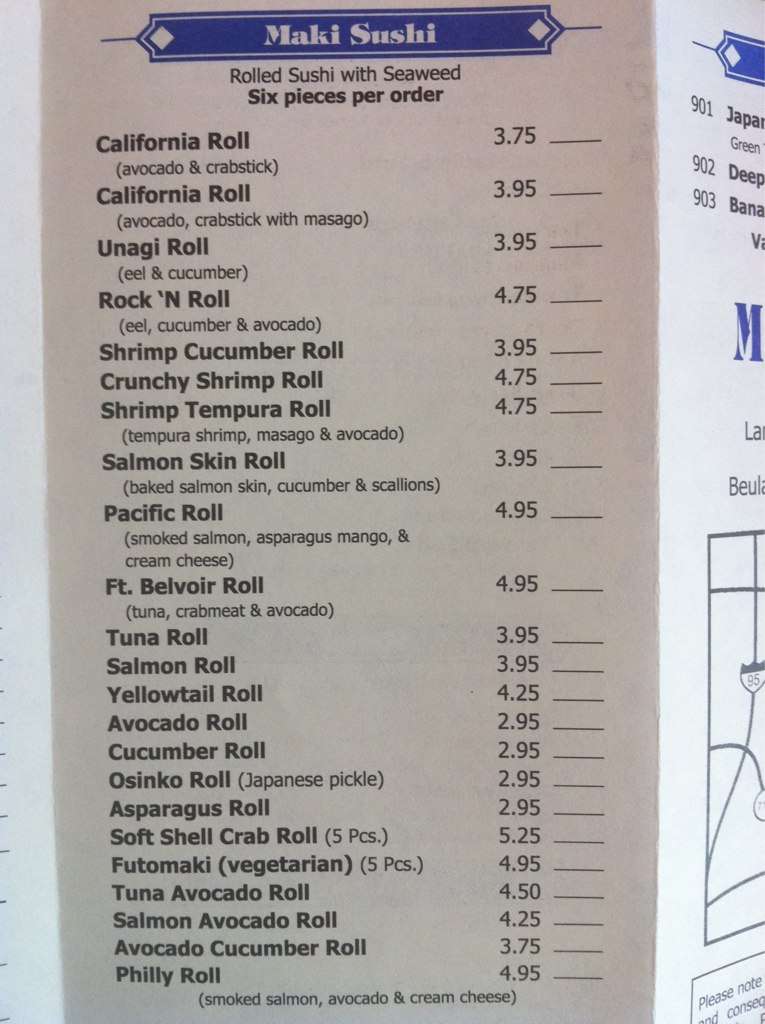 Maki Sushi
Rolled Sushi with Seaweed
Six pieces per order
California Roll 3.75
(avocado & crabstick)
California Roll 3.95
(avocado, crabstick with masago)
Unagi Roll 3.95
(eel & cucumber)
Rock 'N Roll 4.75
(eel, cucumber & avocado)
Shrimp Cucumber Roll 3.95
Crunchy Shrimp Roll 4.75
Shrimp Tempura Roll 4.75
(tempura shrimp, masago & avocado)
Salmon Skin Roll 3.95
(baked salmon skin, cucumber & scallions)
Pacific Roll 4.95
(smoked salmon, asparagus mango, &
cream cheese)
Ft. Belvoir Roll 4.95
(tuna, crabmeat & avocado)
Tuna Roll 3.95
Salmon Roll 3.95
Yellowtail Roll 4.25
Avocado Roll 2.95
Cucumber Roll 2.95
Osinko Roll (Japanese pickle) 2.95
Asparagus Roll 2.95
Soft Shell Crab Roll (5 Pcs.) 5.25
Futomaki (vegetarian) (5 Pcs.) 4.95
Tuna Avocado Roll 4.50
Salmon Avocado Roll 4.25
Avocado Cucumber Roll 3.75
Philly Roll 4.95
(smoked salmon, avocado & cream cheese)
901 Japan
Green
902 Deep
903 Bana
Va
M
Lar
Beula
95
Please note
and conseq